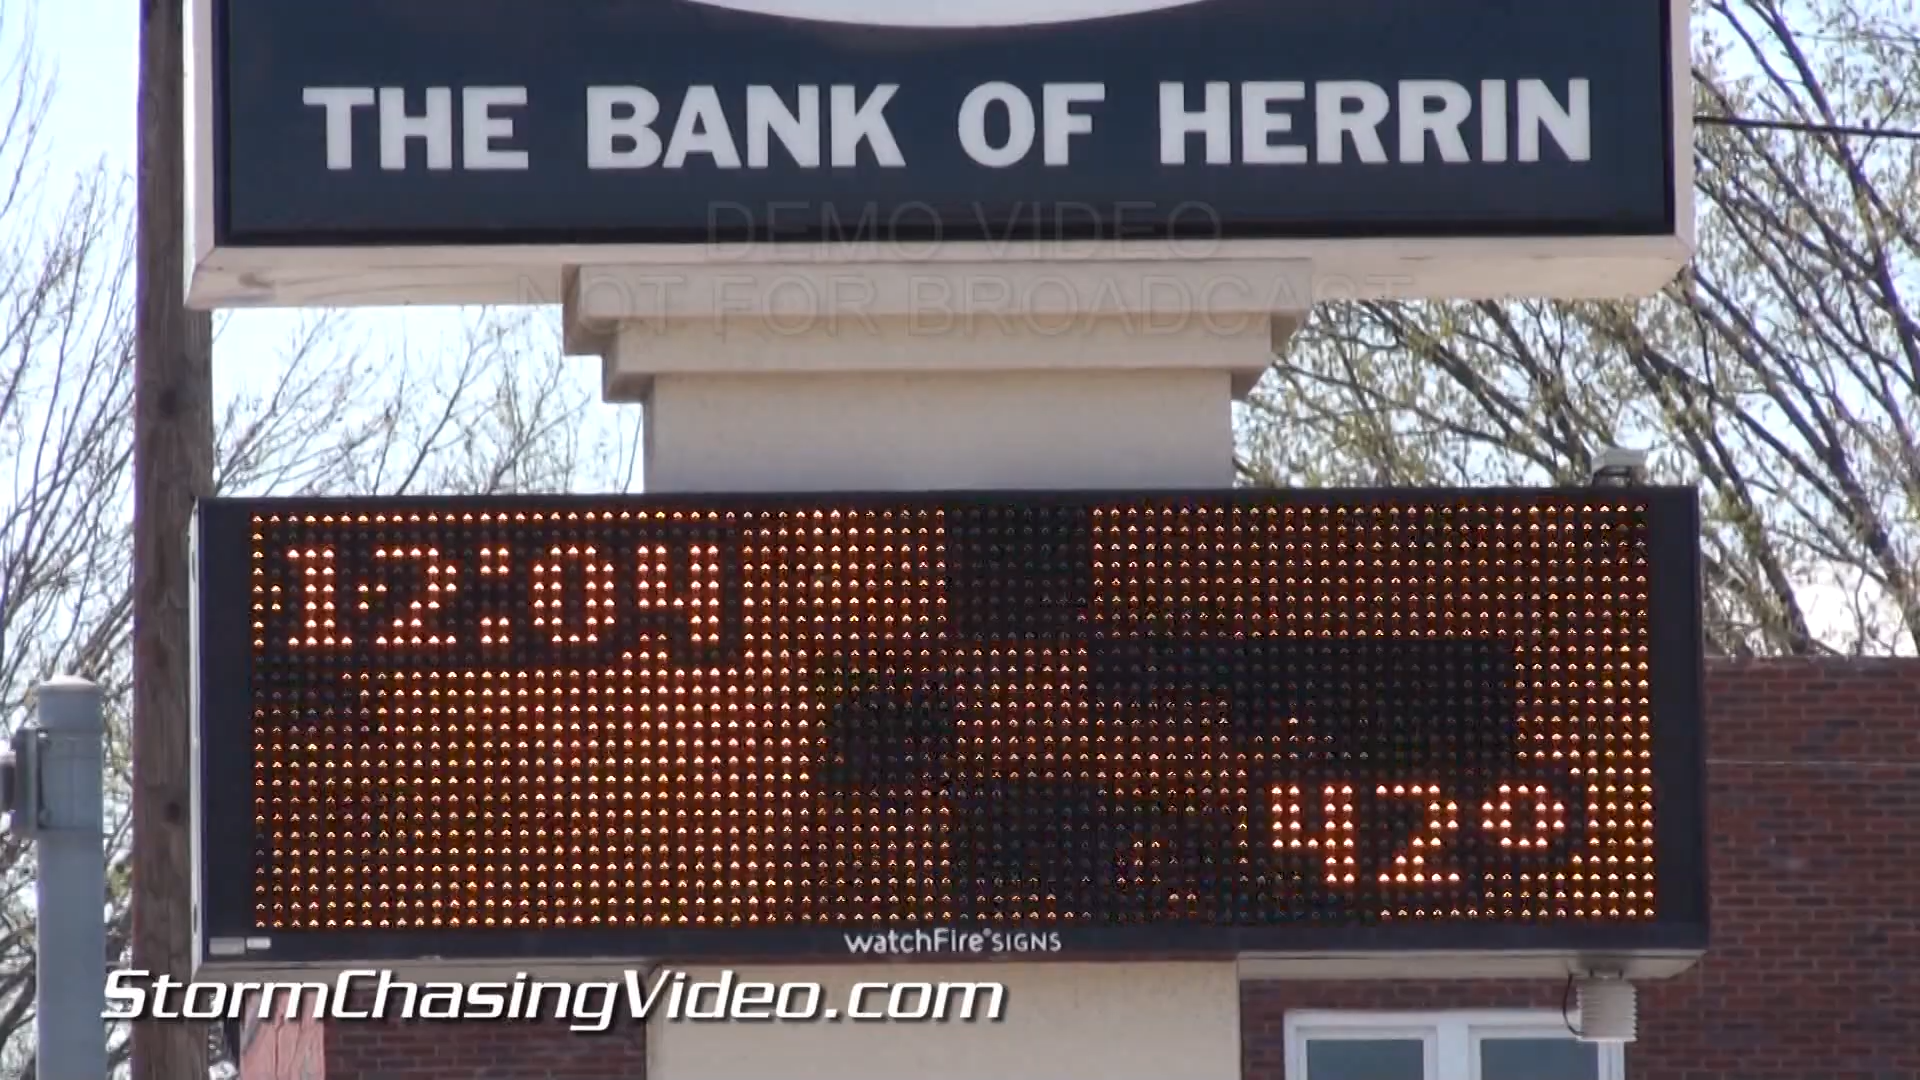 THE BANK OF HERRIN
DEMO VIDEO
NOT FOR BROADCAST
12:04
42°
watchFire® SIGNS
StormChasingVideo.com